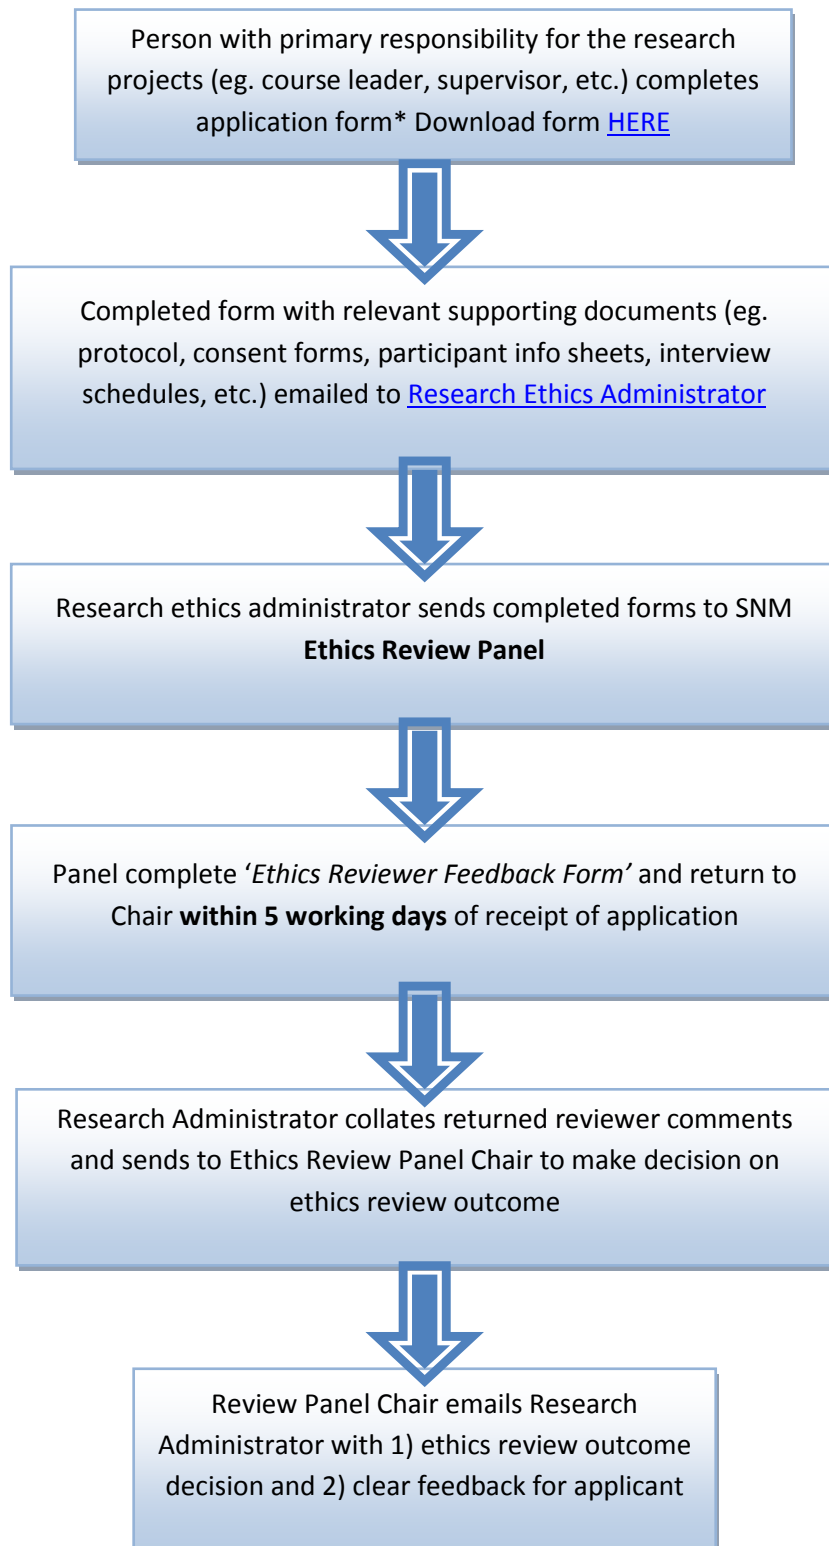 Person with primary responsibility for the research
projects (eg. course leader, supervisor, etc.) completes
application form* Download form HERE
Completed form with relevant supporting documents (eg.
protocol, consent forms, participant info sheets, interview
schedules, etc.) emailed to Research Ethics Administrator
Research ethics administrator sends completed forms to SNM
Ethics Review Panel
Panel complete ‘Ethics Reviewer Feedback Form’ and return to
Chair within 5 working days of receipt of application
Research Administrator collates returned reviewer comments
and sends to Ethics Review Panel Chair to make decision on
ethics review outcome
Review Panel Chair emails Research
Administrator with 1) ethics review outcome
decision and 2) clear feedback for applicant